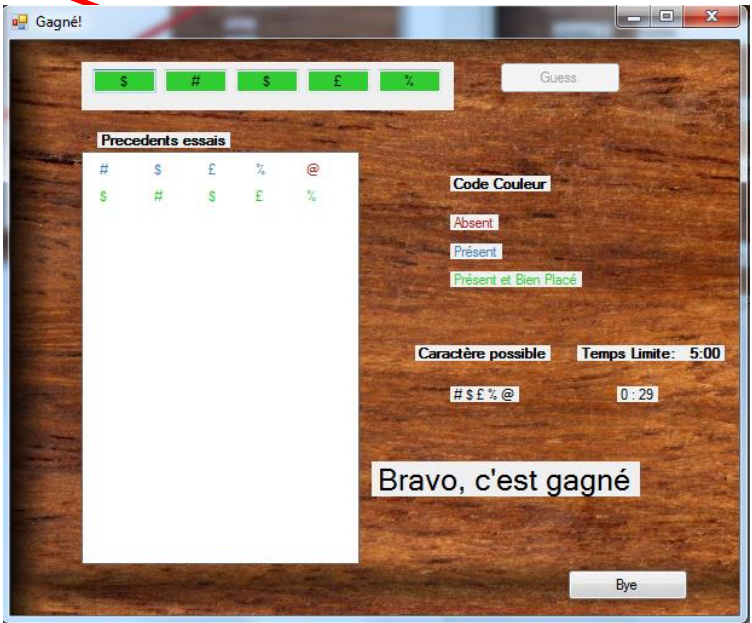 Gagné!
$ # $ £ %
Guess
Precedents essais
# $ £ % @
$ # $ £ %
Code Couleur
Absent
Présent
Présent et Bien Placé
Caractère possible Temps Limite: 5:00
# $ £ % @ 0 : 29
Bravo, c'est gagné
Bye